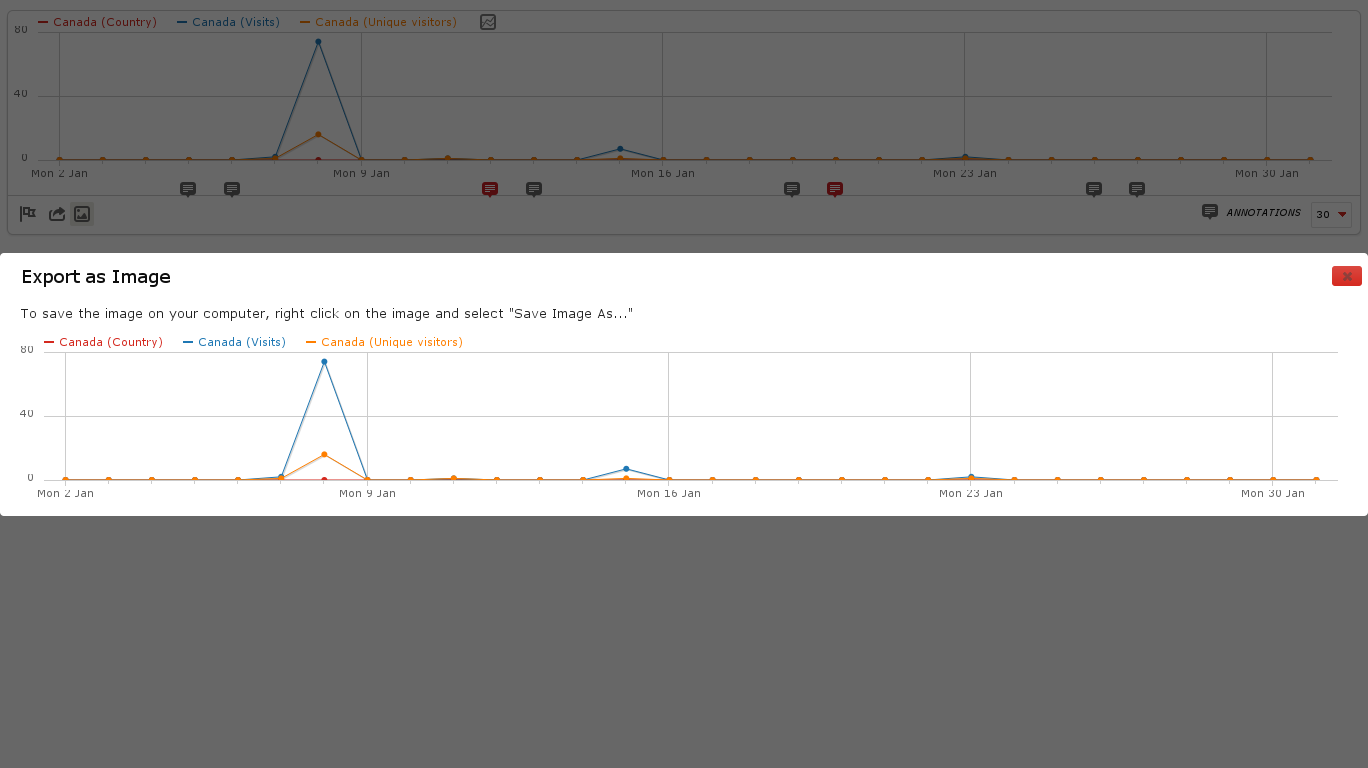 Canada (Country) Canada (Visits) Canada (Unique visitors)
80
40
0
Mon 2 Jan Mon 9 Jan Mon 16 Jan Mon 23 Jan Mon 30 Jan
ANNOTATIONS 30
Export as Image
To save the image on your computer, right click on the image and select "Save Image As..."
Canada (Country) Canada (Visits) Canada (Unique visitors)
80
40
0
Mon 2 Jan Mon 9 Jan Mon 16 Jan Mon 23 Jan Mon 30 Jan